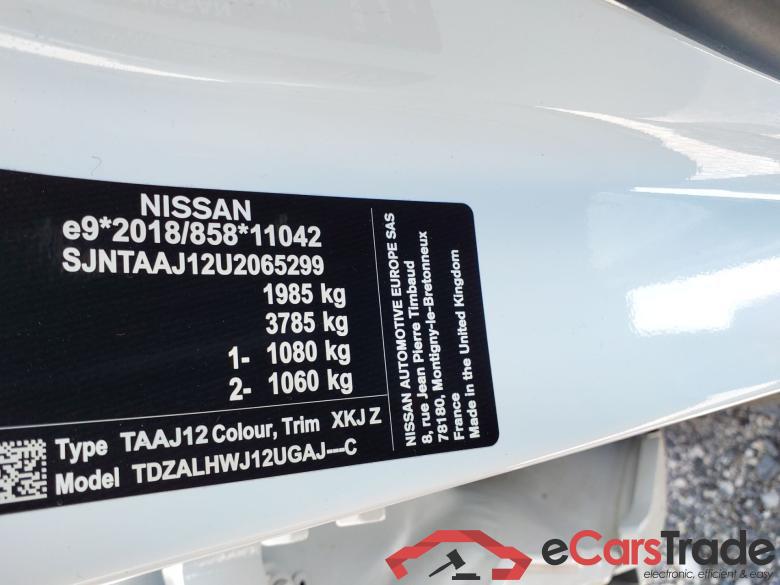 NISSAN
e9*2018/858*11042
SJNTAAJ12U2065299
1985 kg
3785 kg
1- 1080 kg
2- 1060 kg
Type TAAJ12 Colour, Trim XKJ Z
Model TDZALHWJ12UGAJ----C
NISSAN AUTOMOTIVE EUROPE SAS
8, rue Jean Pierre Timbaud
78180, Montigny-le-Bretonneux
France
Made in the United Kingdom
eCarsTrade
electronic, efficient & easy